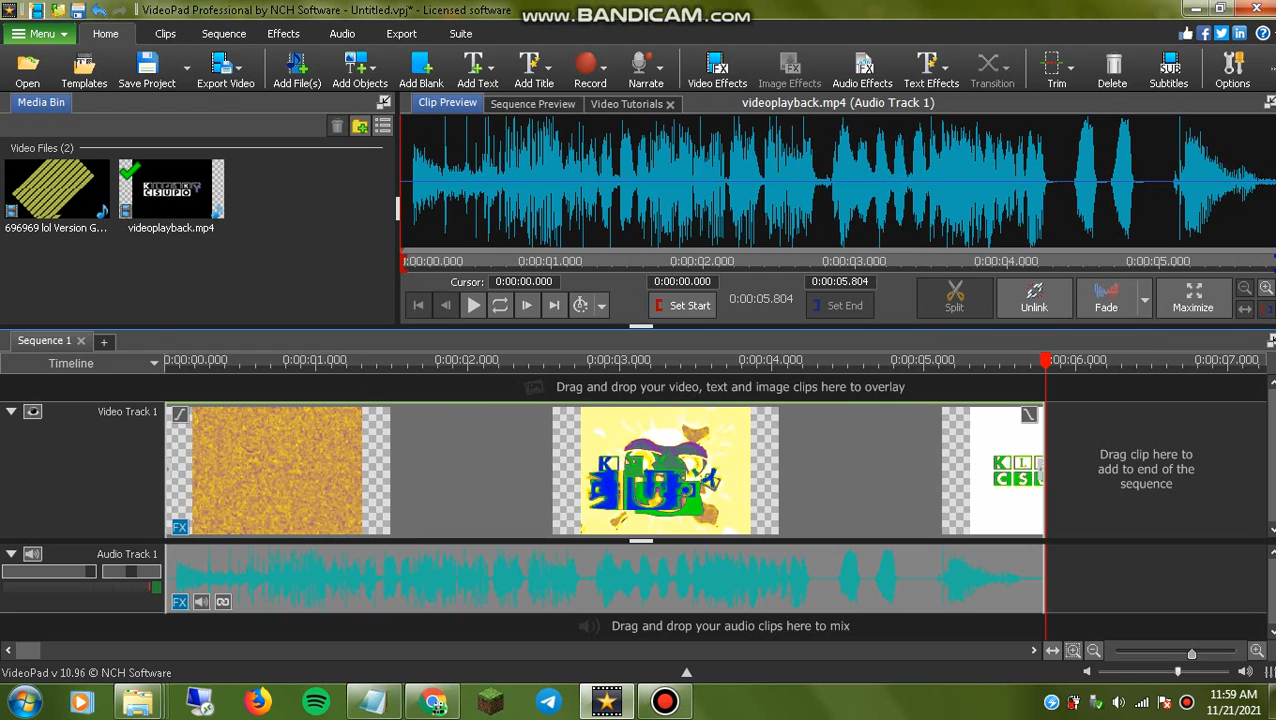 VideoPad Professional by NCH Software - Untitled.vpj* - Licensed software
www.BANDICAM.com
Menu
Home
Clips
Sequence
Effects
Audio
Export
Suite
Open
Templates
Save Project
Export Video
Add File(s)
Add Objects
Add Blank
Add Text
Add Title
Record
Narrate
Video Effects
Image Effects
Audio Effects
Text Effects
Transition
Trim
Delete
Subtitles
Options
Media Bin
Clip Preview
Sequence Preview
Video Tutorials
videoplayback.mp4 (Audio Track 1)
Video Files (2)
696969 lol Version G...
videoplayback.mp4
0:00:00.000 0:00:01.000 0:00:02.000 0:00:03.000 0:00:04.000 0:00:05.000
Cursor: 0:00:00.000
0:00:00.000
Set Start
0:00:05.804
0:00:05.804
Set End
Split
Unlink
Fade
Maximize
Sequence 1
Timeline
0:00:00.000 0:00:01.000 0:00:02.000 0:00:03.000 0:00:04.000 0:00:05.000 0:00:06.000 0:00:07.000
Drag and drop your video, text and image clips here to overlay
Video Track 1
FX
Drag clip here to
add to end of the
sequence
Audio Track 1
FX
Drag and drop your audio clips here to mix
VideoPad v 10.96 © NCH Software
11:59 AM
11/21/2021